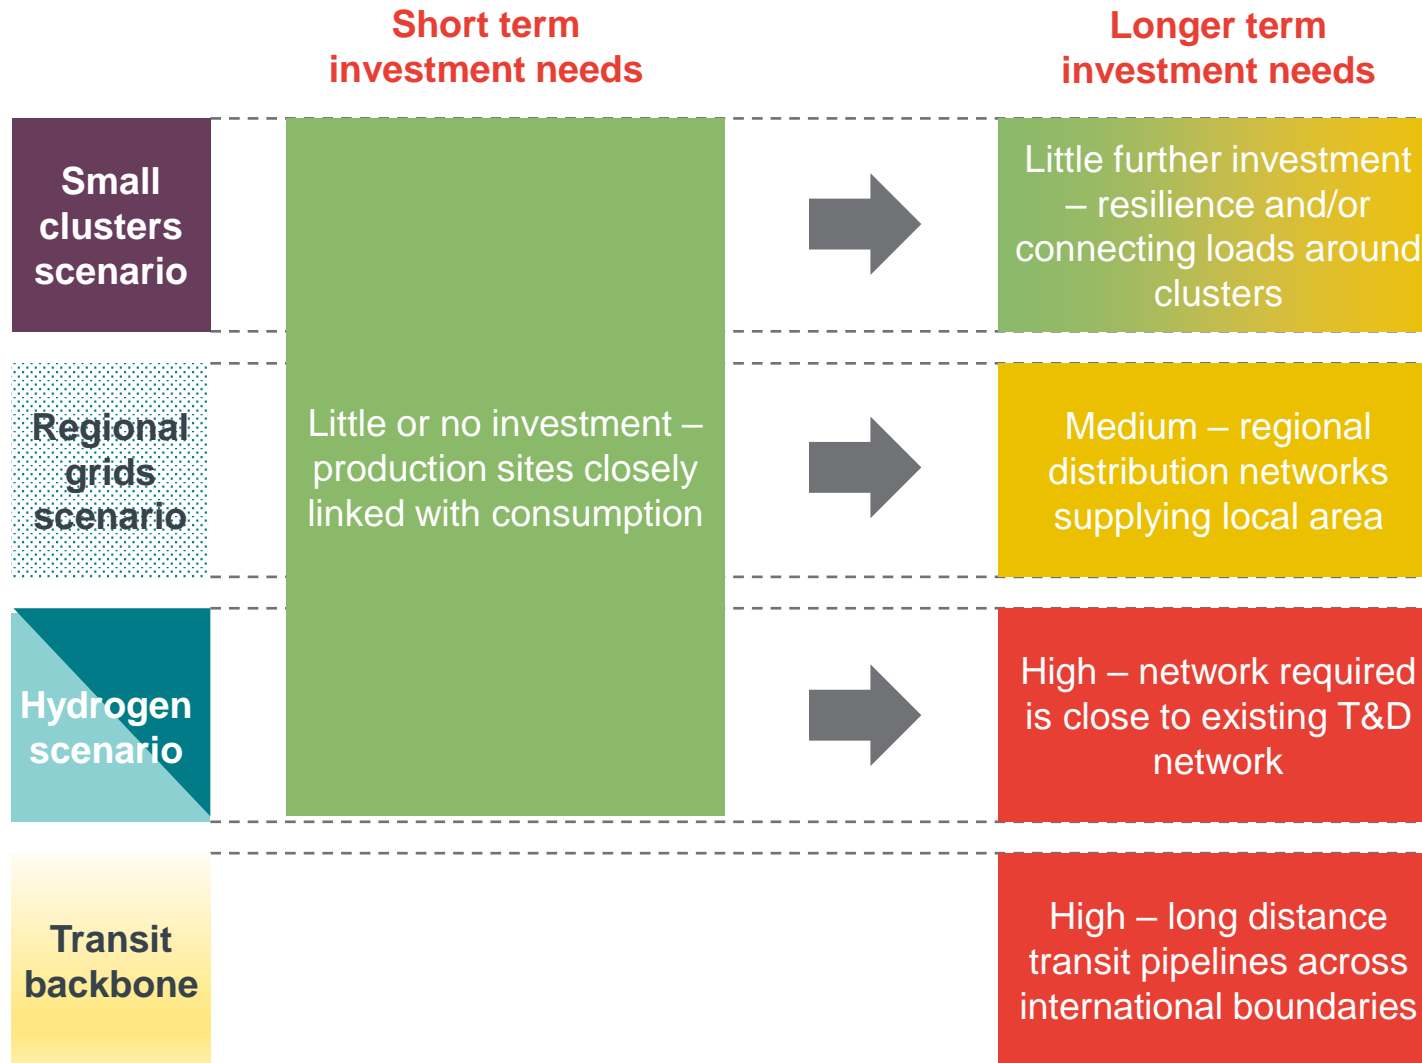 Short term
investment needs
Longer term
investment needs
Small
clusters
scenario
Little further investment
– resilience and/or
connecting loads around
clusters
Regional
grids
scenario
Little or no investment –
production sites closely
linked with consumption
Medium – regional
distribution networks
supplying local area
Hydrogen
scenario
High – network required
is close to existing T&D
network
Transit
backbone
High – long distance
transit pipelines across
international boundaries